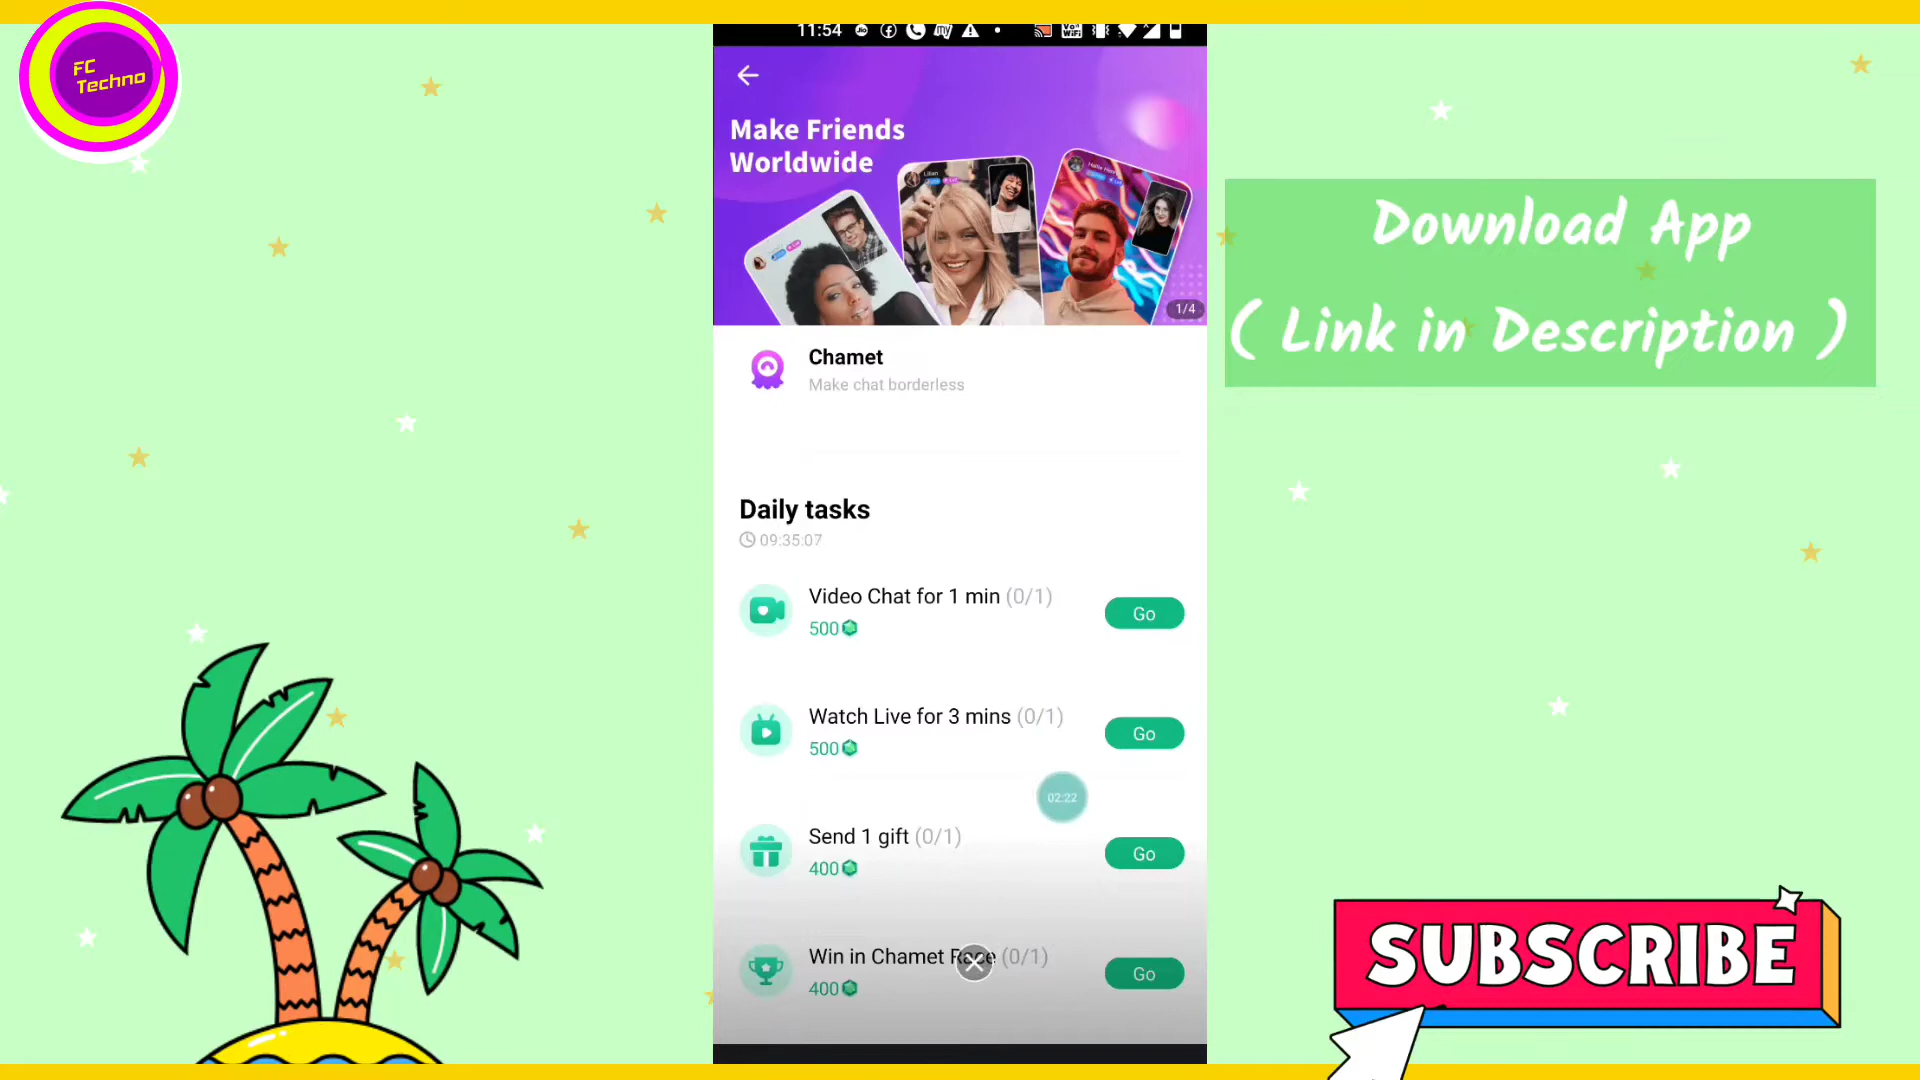 FC
Techno
11:54
Make Friends
Worldwide
Lilian
1/4
Chamet
Make chat borderless
Daily tasks
09:35:07
Video Chat for 1 min (0/1)
500
Go
Watch Live for 3 mins (0/1)
500
Go
02:22
Send 1 gift (0/1)
400
Go
Win in Chamet Race (0/1)
400
Go
Download App
( Link in Description )
SUBSCRIBE